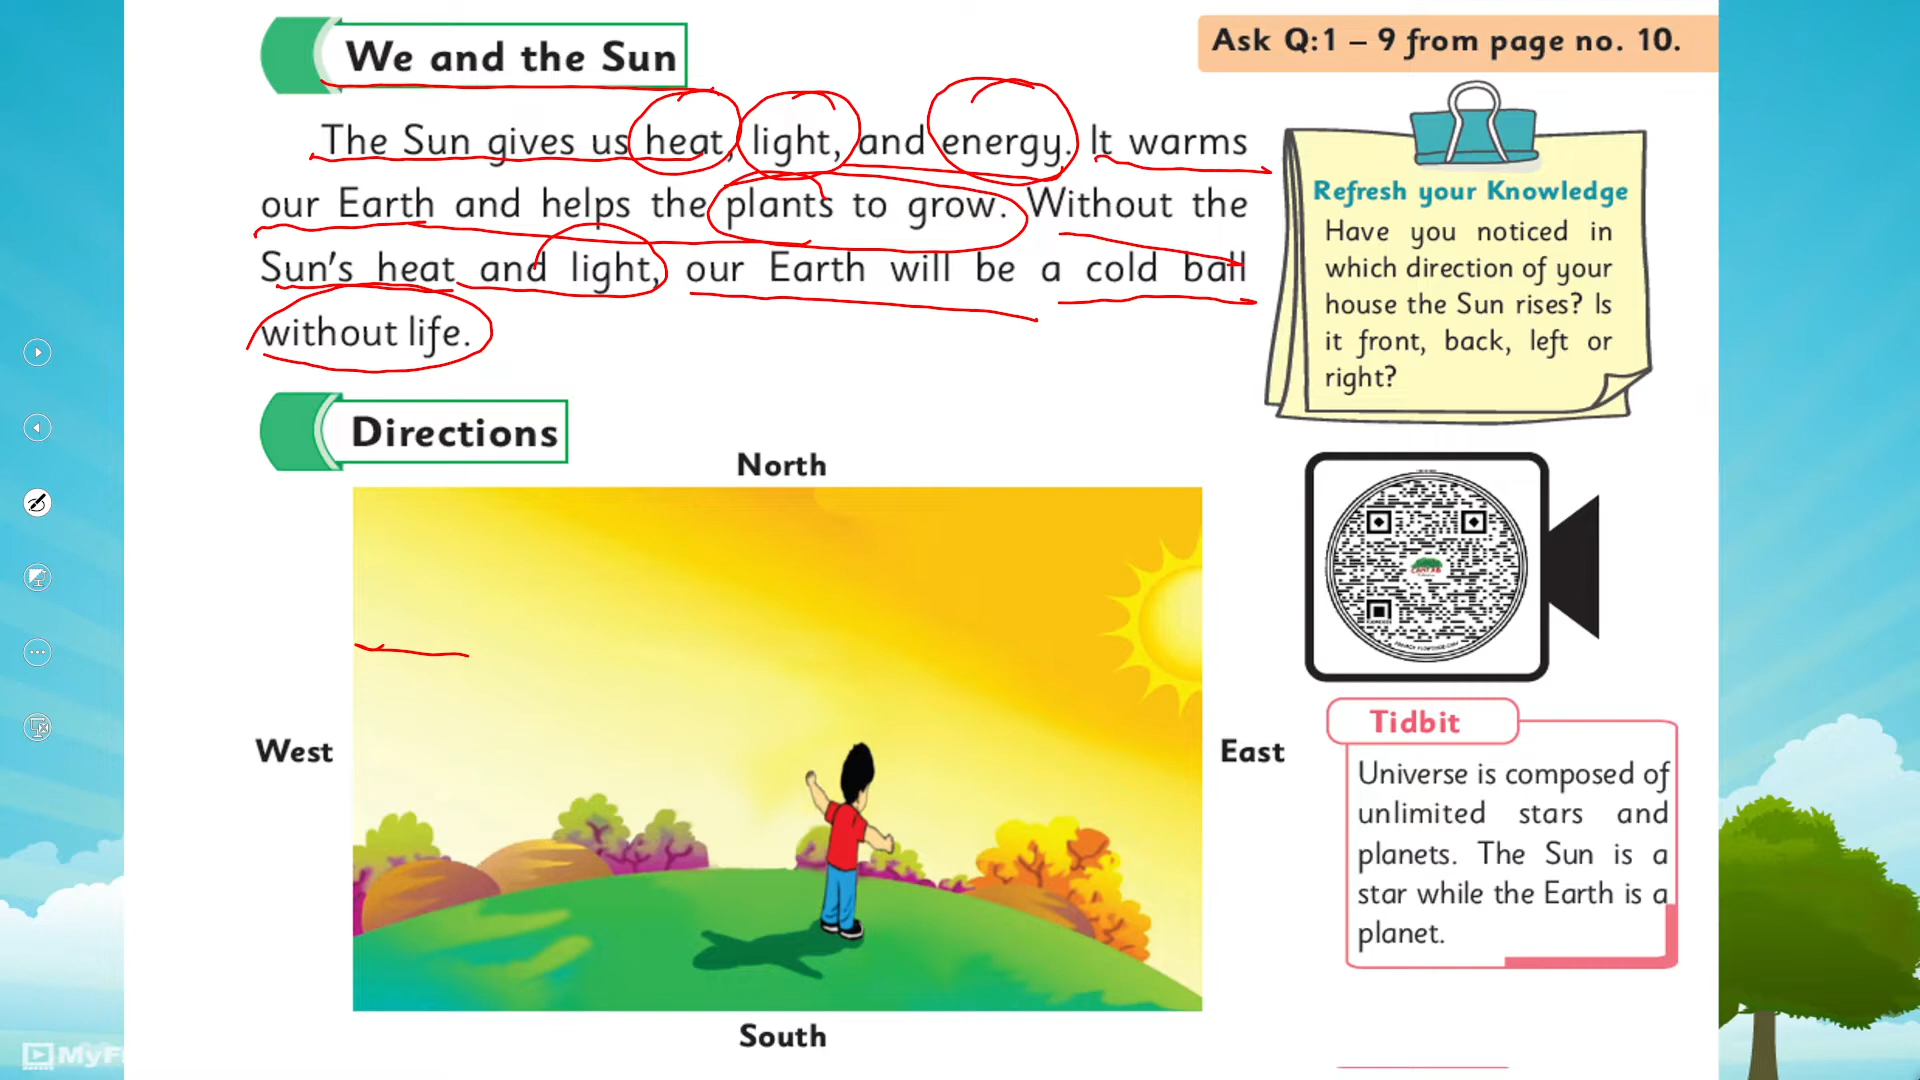 We and the Sun
Ask Q:1 – 9 from page no. 10.
The Sun gives us heat, light, and energy. It warms
our Earth and helps the plants to grow. Without the
Sun's heat and light, our Earth will be a cold ball
without life.
Refresh your Knowledge
Have you noticed in
which direction of your
house the Sun rises? Is
it front, back, left or
right?
Directions
North
West
East
South
Tidbit
Universe is composed of
unlimited stars and
planets. The Sun is a
star while the Earth is a
planet.